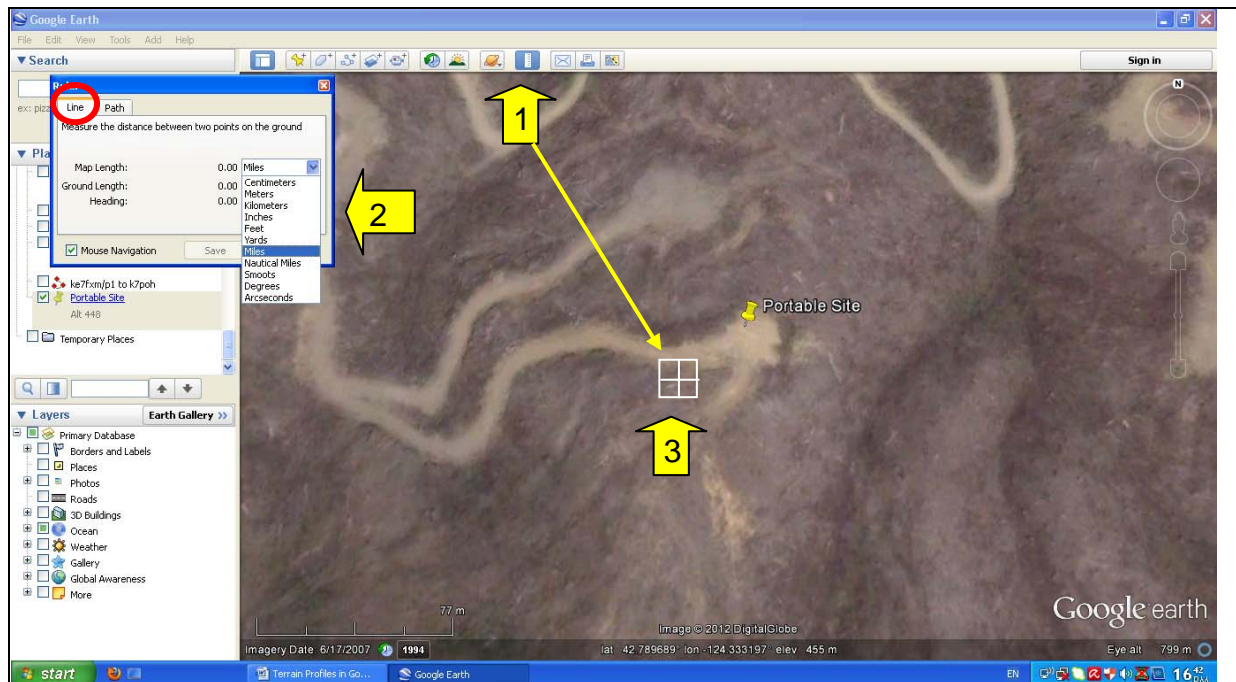 Google Earth
File Edit View Tools Add Help
Search
Sign in
ex: pizz
Line Path
Measure the distance between two points on the ground
Map Length: 0.00 Miles
Ground Length: 0.00
Heading: 0.00
Centimeters
Meters
Kilometers
Inches
Feet
Yards
Miles
Nautical Miles
Smoots
Degrees
Arcseconds
Mouse Navigation Save
Pla
ke7fxm/p1 to k7poh
Portable Site
Alt 448
Temporary Places
Layers Earth Gallery >>
Primary Database
Borders and Labels
Places
Photos
Roads
3D Buildings
Ocean
Weather
Gallery
Global Awareness
More
1
2
3
N
Portable Site
77 m
Google earth
Image © 2012 DigitalGlobe
Imagery Date: 6/17/2007 1994 lat 42.789689° lon -124.333197° elev 455 m Eye alt 799 m
start Terrain Profiles in Go... Google Earth EN 16 42